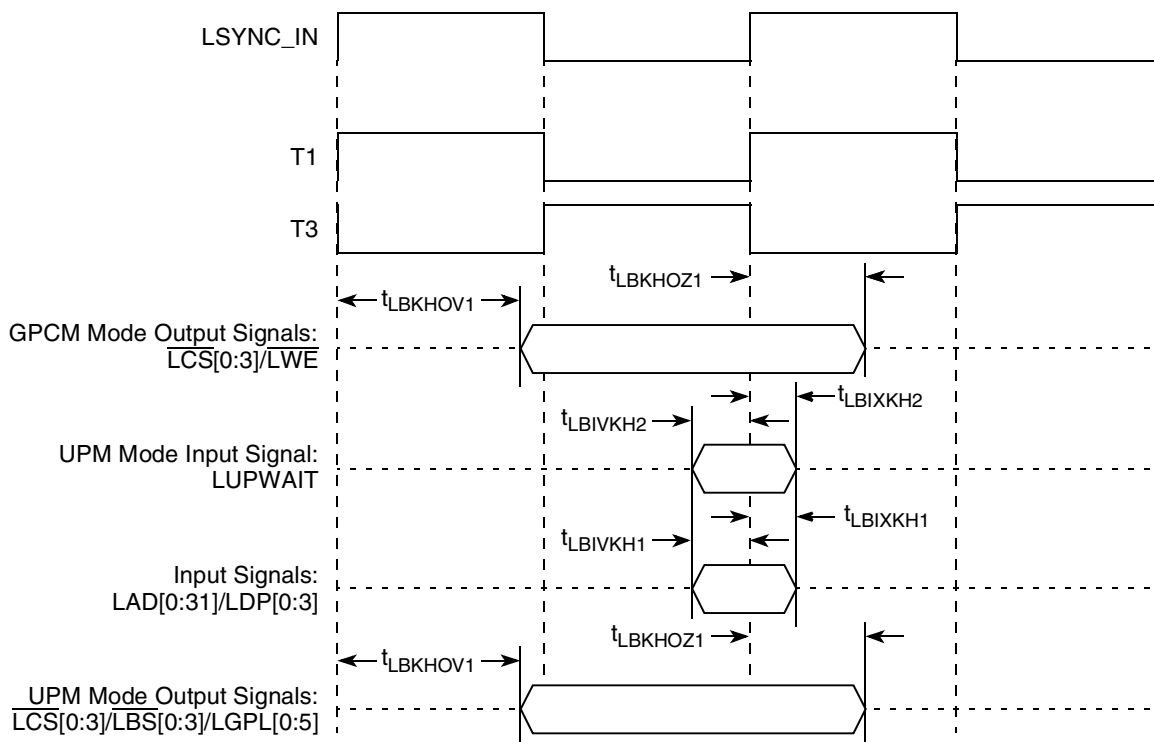 LSYNC_IN
T1
T3
tLBKHOZ1
tLBKHOV1
GPCM Mode Output Signals:
LCS[0:3]/LWE
tLBIXKH2
tLBIVKH2
UPM Mode Input Signal:
LUPWAIT
tLBIXKH1
tLBIVKH1
Input Signals:
LAD[0:31]/LDP[0:3]
tLBKHOZ1
tLBKHOV1
UPM Mode Output Signals:
LCS[0:3]/LBS[0:3]/LGPL[0:5]